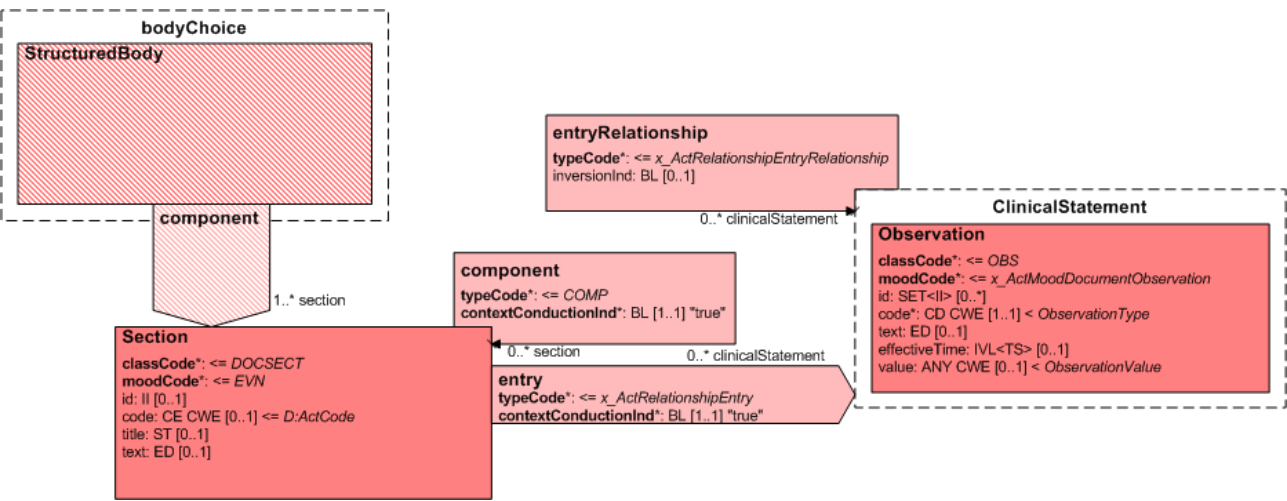 bodyChoice
StructuredBody
component
1..* section
entryRelationship
typeCode*: <= x_ActRelationshipEntryRelationship
inversionInd: BL [0..1]
0..* clinicalStatement
ClinicalStatement
Observation
classCode*: <= OBS
moodCode*: <= x_ActMoodDocumentObservation
id: SET<II> [0..*]
code*: CD CWE [1..1] < ObservationType
text: ED [0..1]
effectiveTime: IVL<TS> [0..1]
value: ANY CWE [0..1] < ObservationValue
component
typeCode*: <= COMP
contextConductionInd*: BL [1..1] "true"
0..* section
0..* clinicalStatement
Section
classCode*: <= DOCSECT
moodCode*: <= EVN
id: II [0..1]
code: CE CWE [0..1] <= D:ActCode
title: ST [0..1]
text: ED [0..1]
entry
typeCode*: <= x_ActRelationshipEntry
contextConductionInd*: BL [1..1] "true"